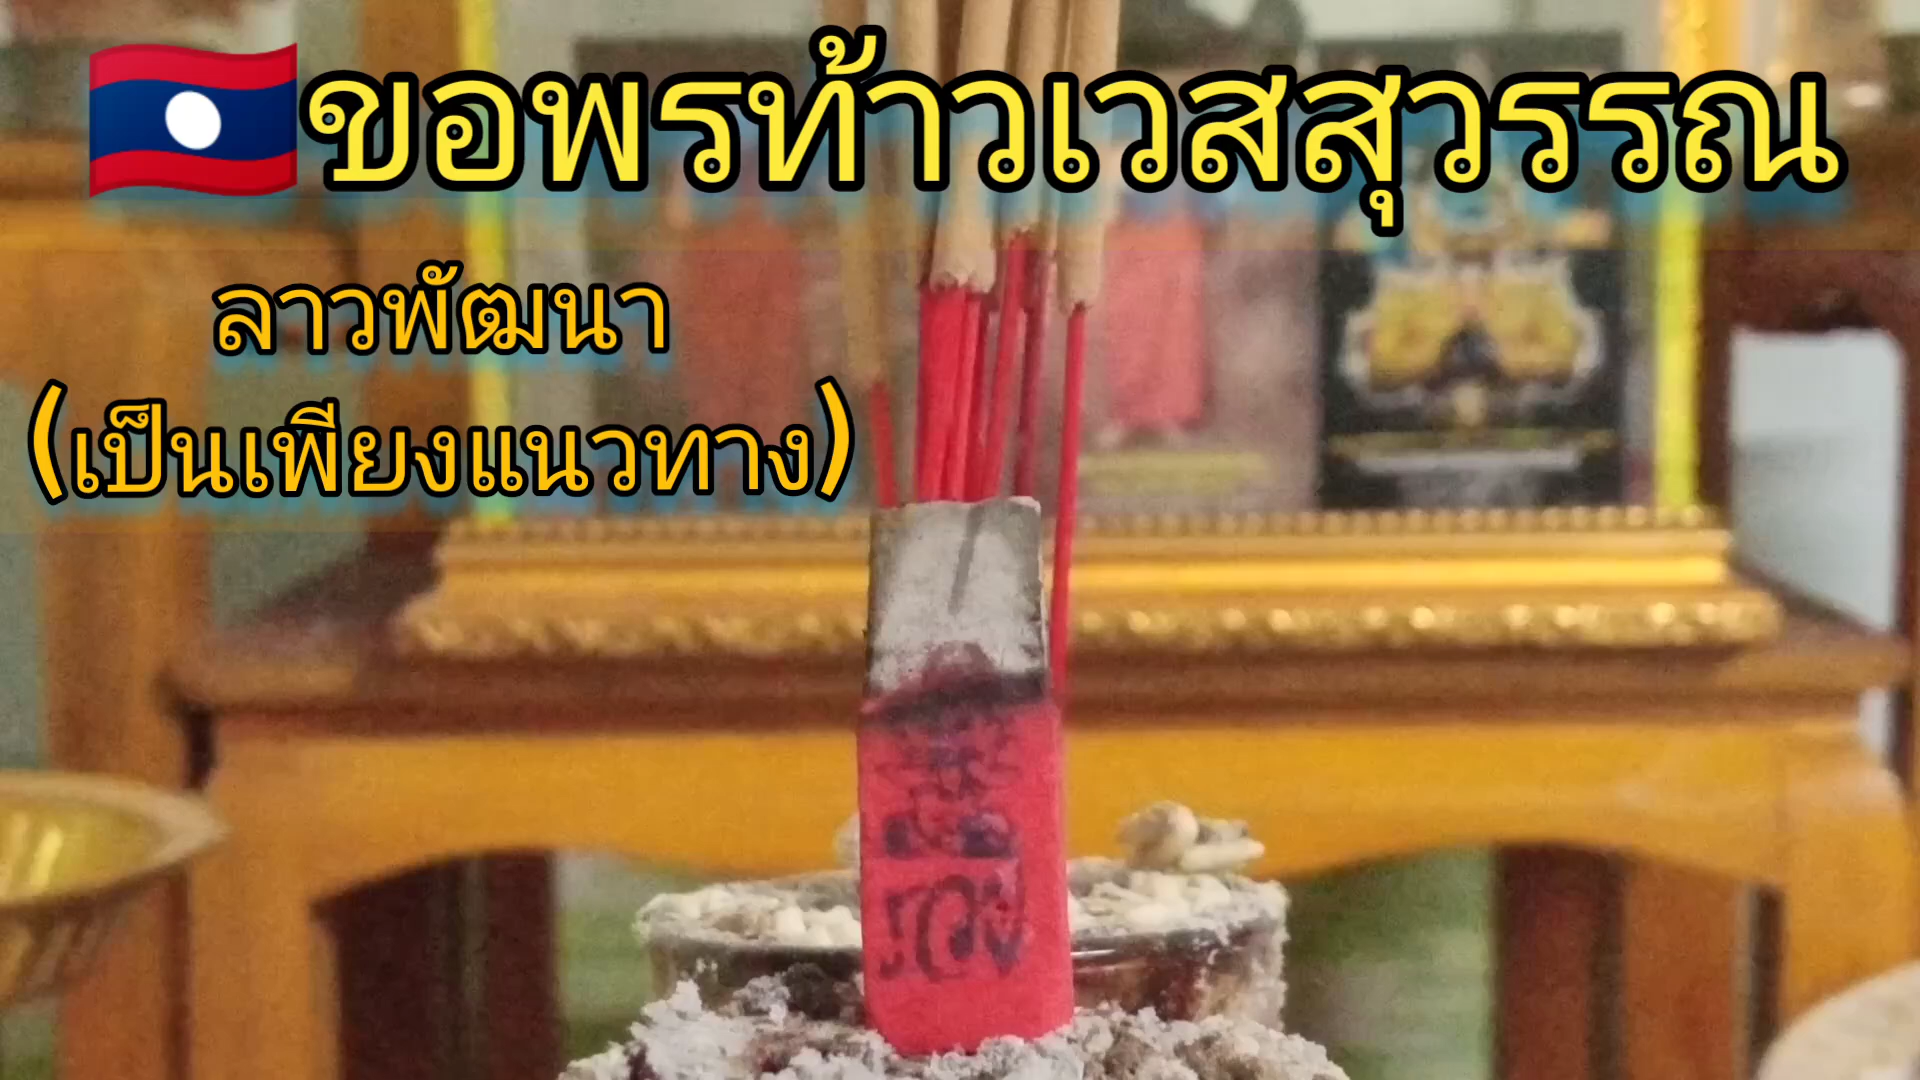 🇱🇦ขอพรท้าวเวสสุวรรณ
ลาวพัฒนา
(เป็นเพียงแนวทาง)